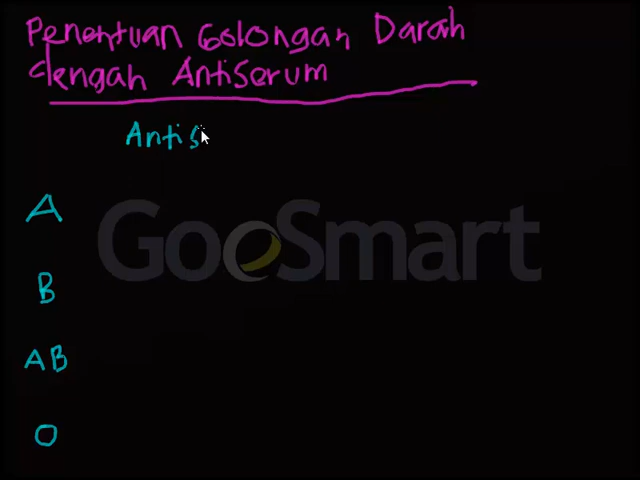 Penentuan Golongan Darah
dengan AntiSerum
Antis
A
GooSmart
B
AB
O